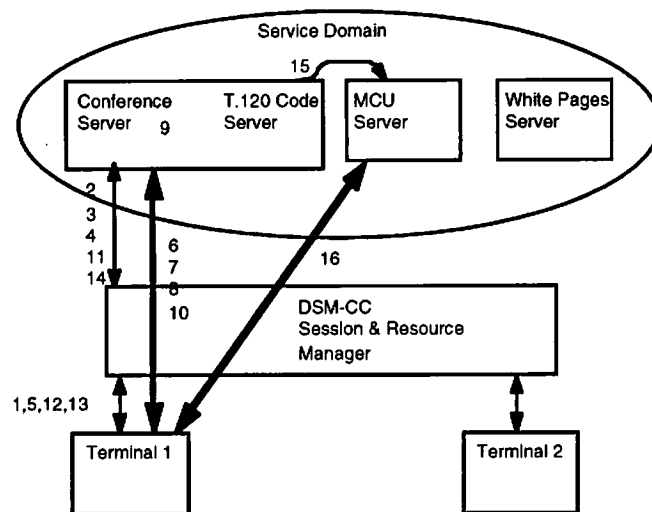 Service Domain
15
Conference Server
9
T.120 Code Server
MCU Server
White Pages Server
2
3
4
11
14
6
7
8
10
16
DSM-CC
Session & Resource
Manager
1,5,12,13
Terminal 1
Terminal 2